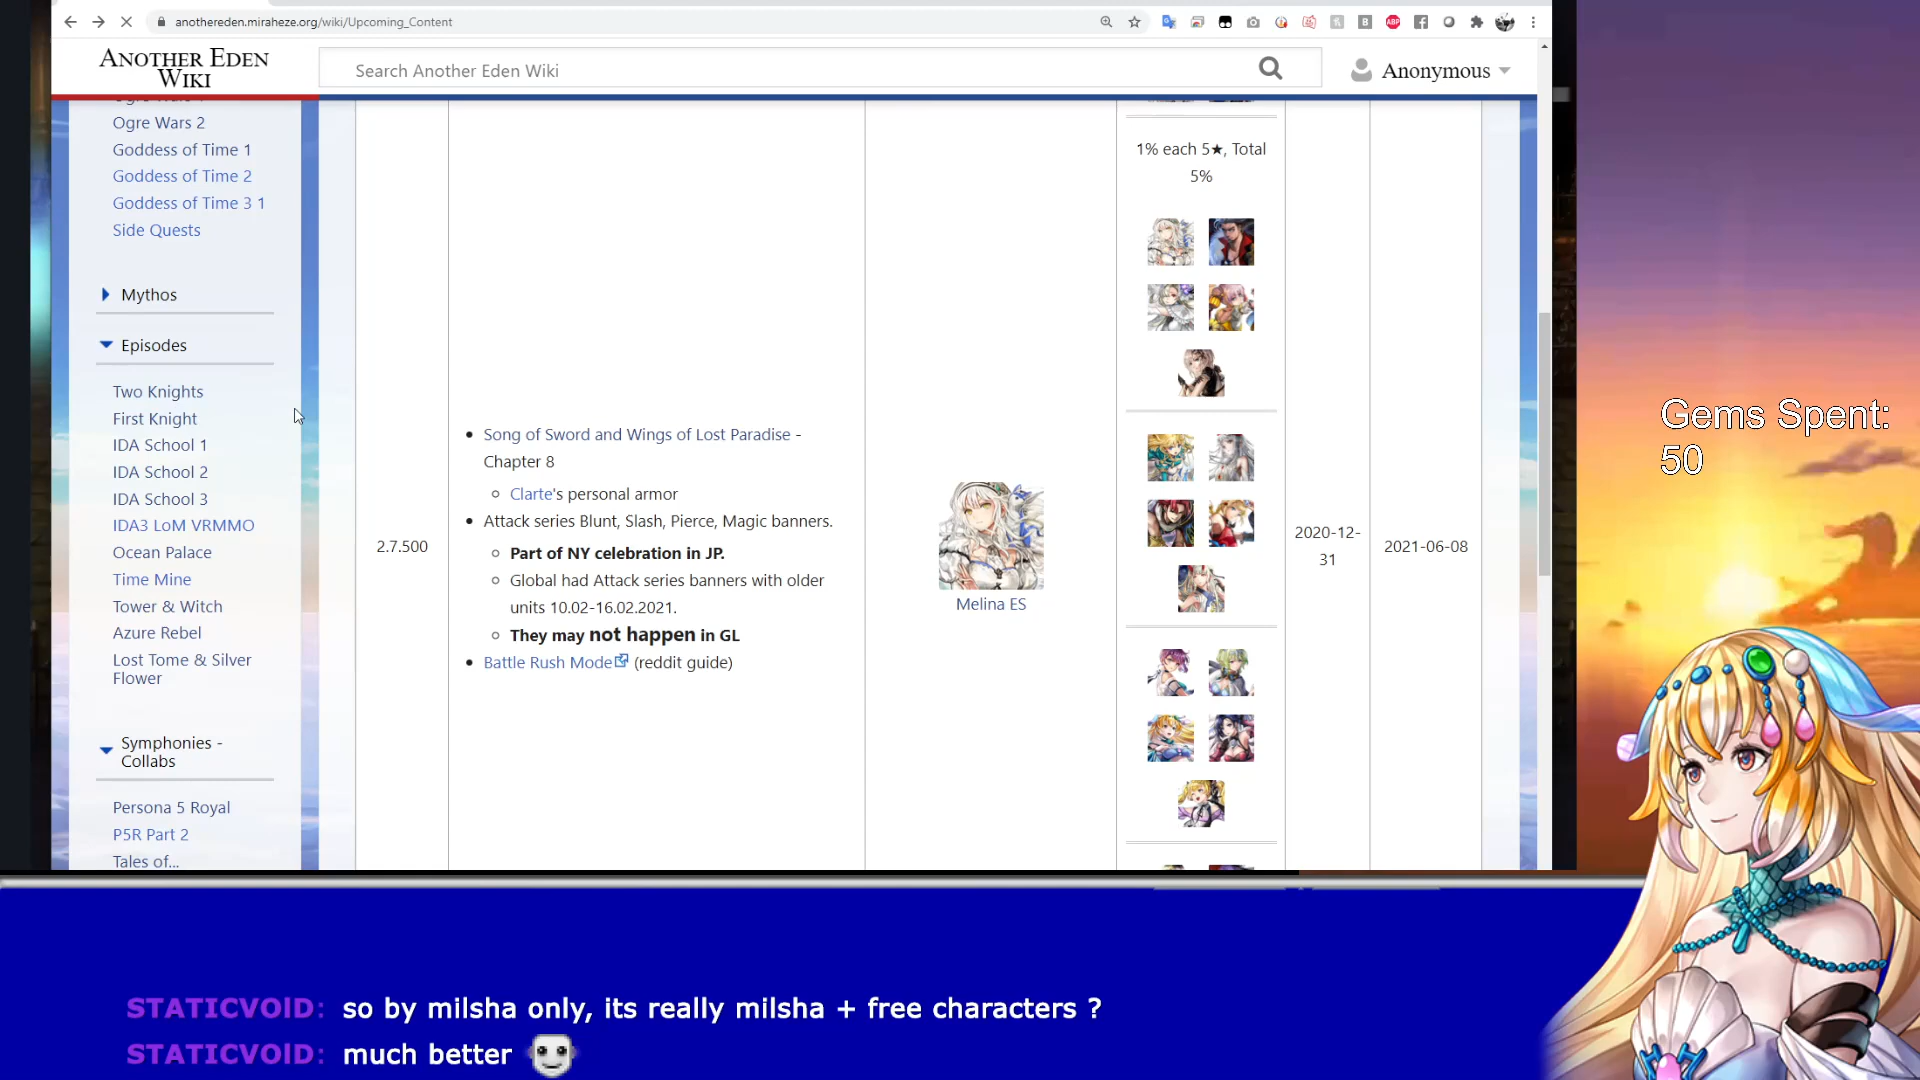 anothereden.miraheze.org/wiki/Upcoming_Content
ANOTHER EDEN
WIKI
Search Another Eden Wiki
Anonymous
Ogre Wars 2
Goddess of Time 1
Goddess of Time 2
Goddess of Time 3 1
Side Quests
Mythos
Episodes
Two Knights
First Knight
IDA School 1
IDA School 2
IDA School 3
IDA3 LoM VRMMO
Ocean Palace
Time Mine
Tower & Witch
Azure Rebel
Lost Tome & Silver
Flower
Symphonies -
Collabs
Persona 5 Royal
P5R Part 2
Tales of...
2.7.500
Song of Sword and Wings of Lost Paradise -
Chapter 8
Clarte's personal armor
Attack series Blunt, Slash, Pierce, Magic banners.
Part of NY celebration in JP.
Global had Attack series banners with older
units 10.02-16.02.2021.
They may not happen in GL
Battle Rush Mode (reddit guide)
Melina ES
1% each 5★, Total
5%
2020-12-
31
2021-06-08
Gems Spent:
50
STATICVOID: so by milsha only, its really milsha + free characters ?
STATICVOID: much better